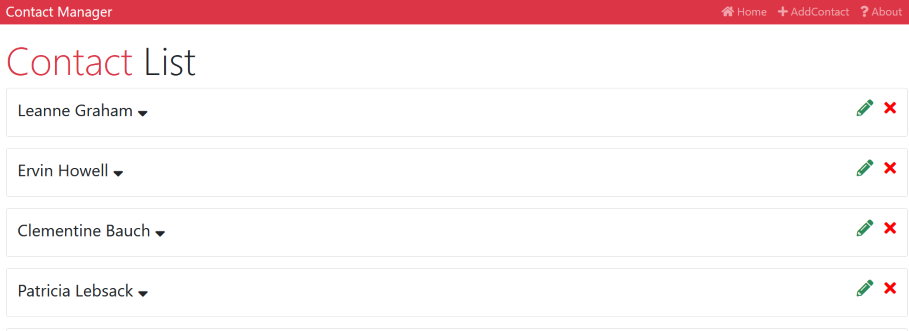 Contact Manager Home AddContact About
Contact List
Leanne Graham
Ervin Howell
Clementine Bauch
Patricia Lebsack